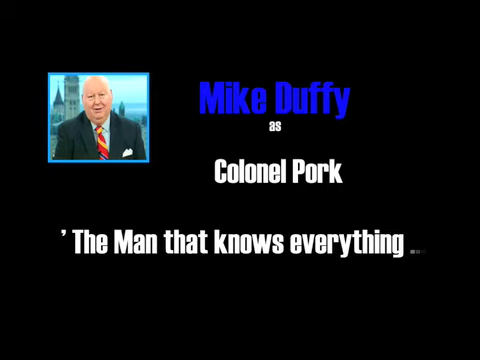 Mike Duffy
as
Colonel Pork
’ The Man that knows everything ...